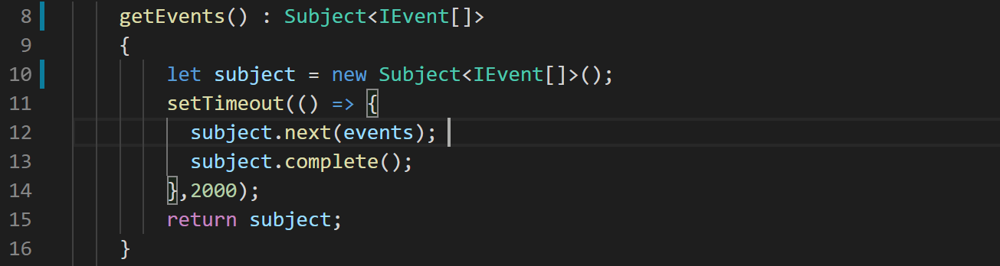 8 getEvents() : Subject<IEvent[]>
9 {
10 let subject = new Subject<IEvent[]>();
11 setTimeout(() => {
12 subject.next(events);
13 subject.complete();
14 },2000);
15 return subject;
16 }